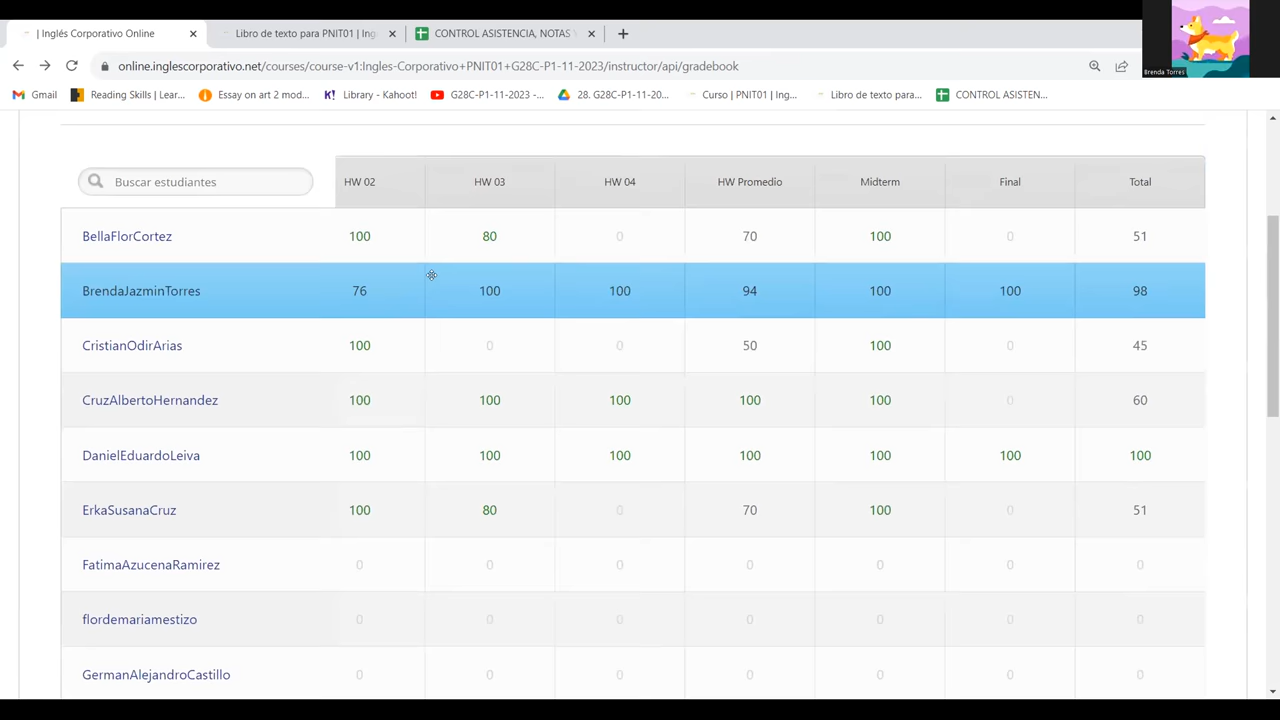 | Inglés Corporativo Online
Libro de texto para PNIT01 | Ing
CONTROL ASISTENCIA, NOTAS Y
Brenda Torres
online.inglescorporativo.net/courses/course-v1:Ingles-Corporativo+PNIT01+G28C-P1-11-2023/instructor/api/gradebook
Gmail Reading Skills | Lear... Essay on art 2 mod... Library - Kahoot! G28C-P1-11-2023 -... 28. G28C-P1-11-20... Curso | PNIT01 | Ing... Libro de texto para... CONTROL ASISTEN...
Buscar estudiantes HW 02 HW 03 HW 04 HW Promedio Midterm Final Total
BellaFlorCortez 100 80 0 70 100 0 51
BrendaJazminTorres 76 100 100 94 100 100 98
CristianOdirArias 100 0 0 50 100 0 45
CruzAlbertoHernandez 100 100 100 100 100 0 60
DanielEduardoLeiva 100 100 100 100 100 100 100
ErkaSusanaCruz 100 80 0 70 100 0 51
FatimaAzucenaRamirez 0 0 0 0 0 0 0
flordemariamestizo 0 0 0 0 0 0 0
GermanAlejandroCastillo 0 0 0 0 0 0 0